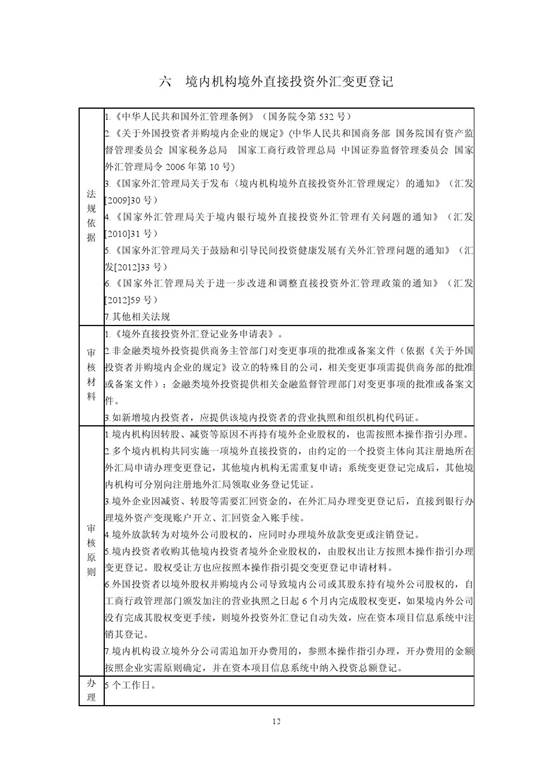 六 境内机构境外直接投资外汇变更登记
法规依据
1.《中华人民共和国外汇管理条例》（国务院令第 532 号）
2.《关于外国投资者并购境内企业的规定》(中华人民共和国商务部 国务院国有资产监
督管理委员会 国家税务总局 国家工商行政管理总局 中国证券监督管理委员会 国家
外汇管理局令 2006 年第 10 号)
3.《国家外汇管理局关于发布〈境内机构境外直接投资外汇管理规定〉的通知》（汇发
[2009]30 号）
4.《国家外汇管理局关于境内银行境外直接投资外汇管理有关问题的通知》（汇发
[2010]31 号）
5.《国家外汇管理局关于鼓励和引导民间投资健康发展有关外汇管理问题的通知》（汇
发[2012]33 号）
6.《国家外汇管理局关于进一步改进和调整直接投资外汇管理政策的通知》（汇发
[2012]59 号）
7.其他相关法规
审核材料
1.《境外直接投资外汇登记业务申请表》。
2.非金融类境外投资提供商务主管部门对变更事项的批准或备案文件（依据《关于外国
投资者并购境内企业的规定》设立的特殊目的公司，相关变更事项需提供商务部的批准
或备案文件）；金融类境外投资提供相关金融监督管理部门对变更事项的批准或备案文
件。
3.如新增境内投资者，应提供该境内投资者的营业执照和组织机构代码证。
审核原则
1.境内机构因转股、减资等原因不再持有境外企业股权的，也需按照本操作指引办理。
2.多个境内机构共同实施一项境外直接投资的，由约定的一个投资主体向其注册地所在
外汇局申请办理变更登记，其他境内机构无需重复申请；系统变更登记完成后，其他境
内机构可分别向注册地外汇局领取业务登记凭证。
3.境外企业因减资、转股等需要汇回资金的，在外汇局办理变更登记后，直接到银行办
理境外资产变现账户开立、汇回资金入账手续。
4.境外放款转为对境外公司股权的，应同时办理境外放款变更或注销登记。
5.境内投资者收购其他境内投资者境外企业股权的，由股权出让方按照本操作指引办理
变更登记。股权受让方也应按照本操作指引提交变更登记申请材料。
6.外国投资者以境外股权并购境内公司导致境内公司或其股东持有境外公司股权的，自
工商行政管理部门颁发加注的营业执照之日起 6 个月内完成股权变更，如果境内外公司
没有完成其股权变更手续，则境外投资外汇登记自动失效，应在资本项目信息系统中注
销其登记。
7.境内机构设立境外分公司需追加开办费用的，参照本操作指引办理，开办费用的金额
按照企业实需原则确定，并在资本项目信息系统中纳入投资总额登记。
办理
5 个工作日。
12